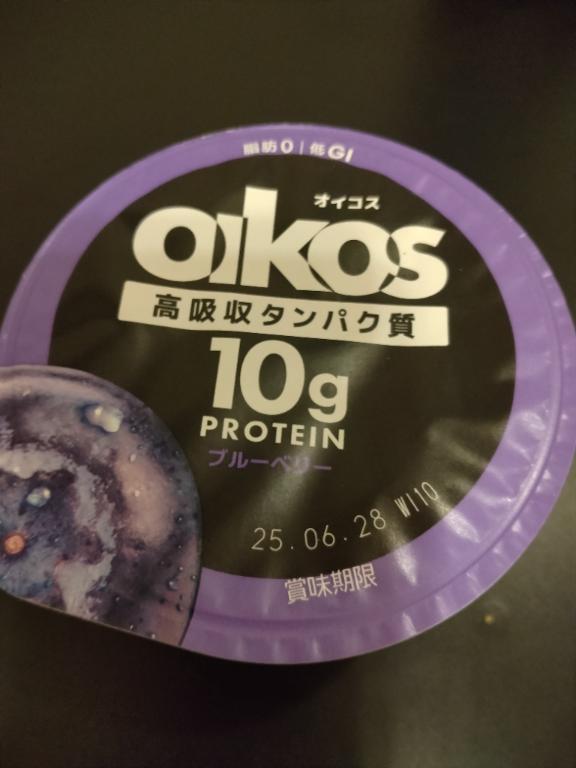 脂肪0 | 低GI
オイコス
oikos
高吸収タンパク質
10g
PROTEIN
ブルーベリー
25.06.28 WI10
賞味期限